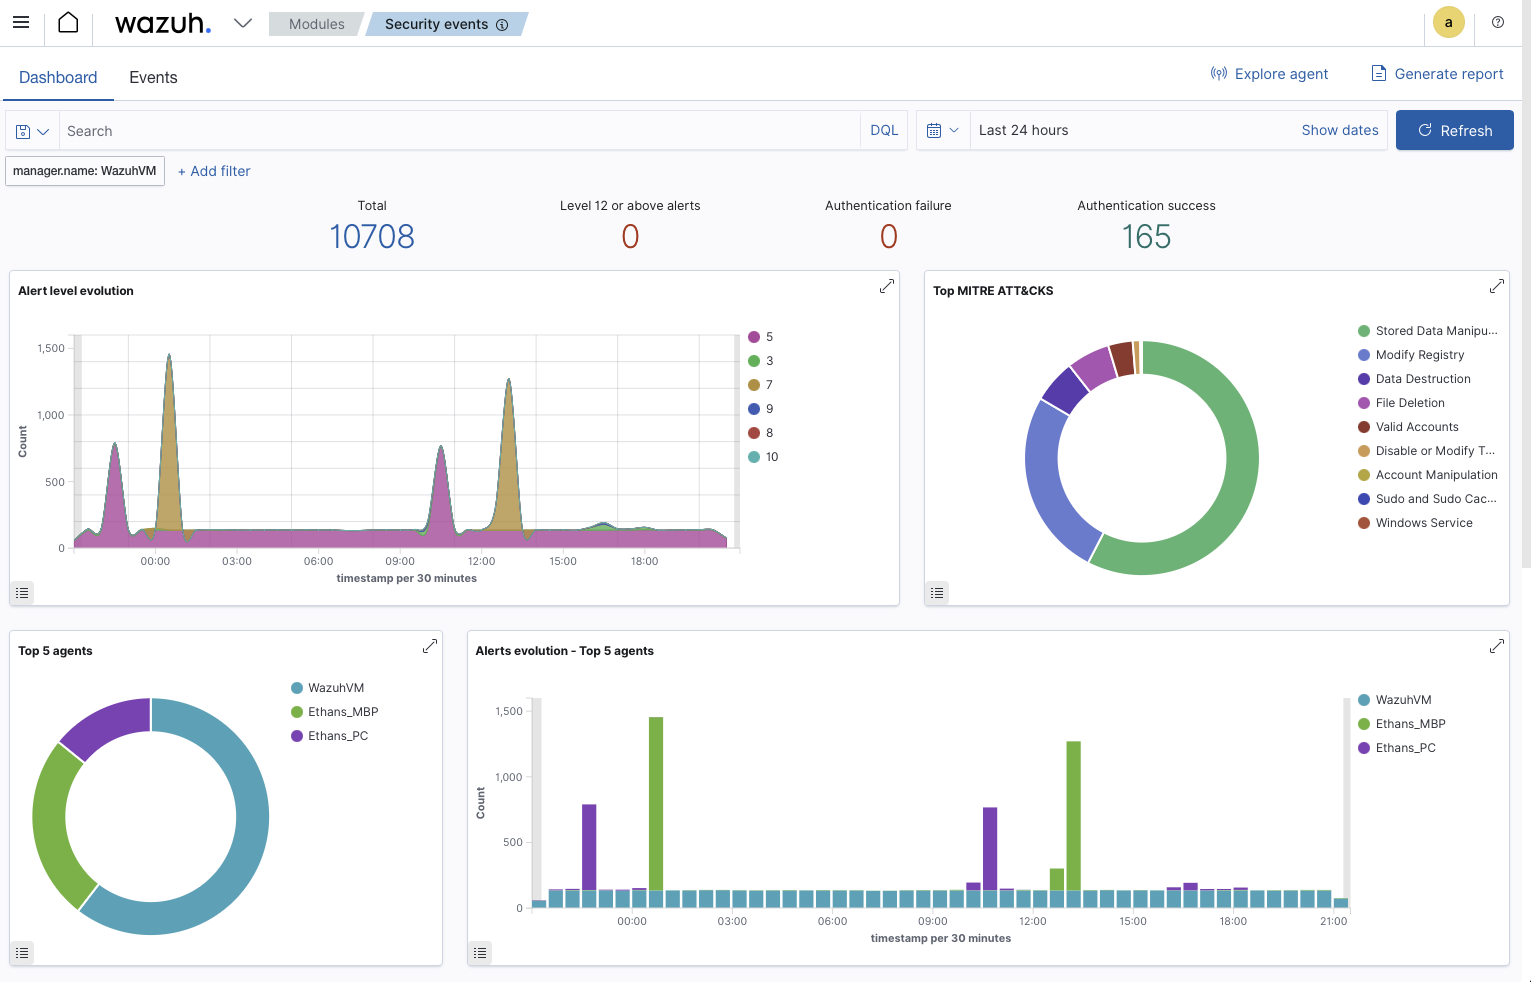 wazuh.
Modules
Security events
a
Dashboard
Events
Explore agent
Generate report
Search
DQL
Last 24 hours
Show dates
Refresh
manager.name: WazuhVM
+ Add filter
Total
10708
Level 12 or above alerts
0
Authentication failure
0
Authentication success
165
Alert level evolution
1,500
1,000
500
0
Count
00:00
03:00
06:00
09:00
12:00
15:00
18:00
timestamp per 30 minutes
5
3
7
9
8
10
Top MITRE ATT&CKS
Stored Data Manipu...
Modify Registry
Data Destruction
File Deletion
Valid Accounts
Disable or Modify T...
Account Manipulation
Sudo and Sudo Cac...
Windows Service
Top 5 agents
WazuhVM
Ethans_MBP
Ethans_PC
Alerts evolution - Top 5 agents
1,500
1,000
500
0
Count
00:00
03:00
06:00
09:00
12:00
15:00
18:00
21:00
timestamp per 30 minutes
WazuhVM
Ethans_MBP
Ethans_PC